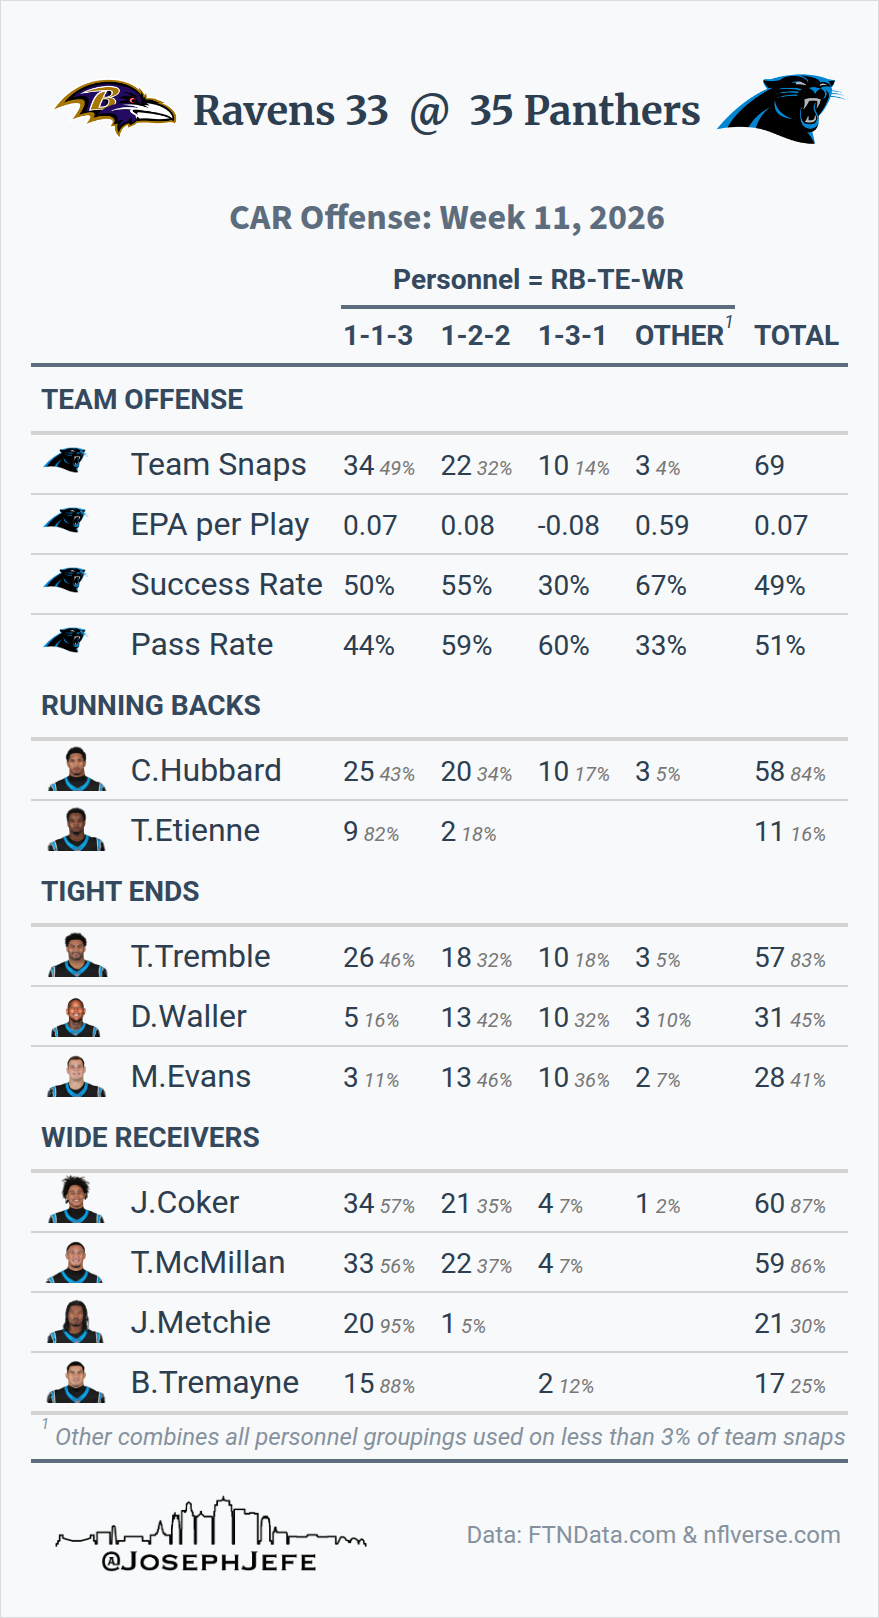 Ravens 33 @ 35 Panthers
CAR Offense: Week 11, 2026
Personnel = RB-TE-WR
1-1-3 1-2-2 1-3-1 OTHER1 TOTAL
TEAM OFFENSE
Team Snaps 34 49% 22 32% 10 14% 3 4% 69
EPA per Play 0.07 0.08 -0.08 0.59 0.07
Success Rate 50% 55% 30% 67% 49%
Pass Rate 44% 59% 60% 33% 51%
RUNNING BACKS
C.Hubbard 25 43% 20 34% 10 17% 3 5% 58 84%
T.Etienne 9 82% 2 18% 11 16%
TIGHT ENDS
T.Tremble 26 46% 18 32% 10 18% 3 5% 57 83%
D.Waller 5 16% 13 42% 10 32% 3 10% 31 45%
M.Evans 3 11% 13 46% 10 36% 2 7% 28 41%
WIDE RECEIVERS
J.Coker 34 57% 21 35% 4 7% 1 2% 60 87%
T.McMillan 33 56% 22 37% 4 7% 59 86%
J.Metchie 20 95% 1 5% 21 30%
B.Tremayne 15 88% 2 12% 17 25%
1 Other combines all personnel groupings used on less than 3% of team snaps
@JosephJefe
Data: FTNData.com & nflverse.com